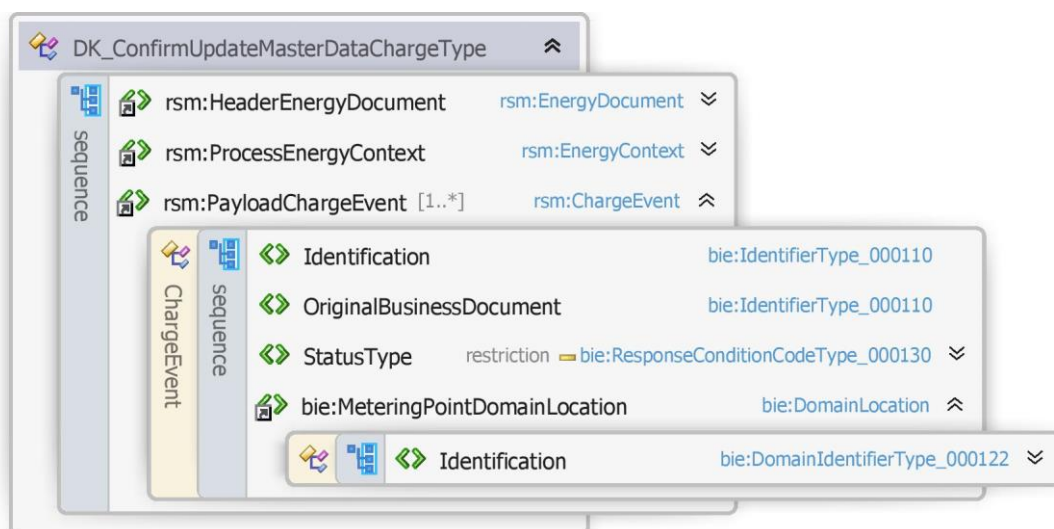 DK_ConfirmUpdateMasterDataChargeType
sequence
rsm:HeaderEnergyDocument rsm:EnergyDocument
rsm:ProcessEnergyContext rsm:EnergyContext
rsm:PayloadChargeEvent [1..*] rsm:ChargeEvent
ChargeEvent
sequence
Identification bie:IdentifierType_000110
OriginalBusinessDocument bie:IdentifierType_000110
StatusType restriction bie:ResponseConditionCodeType_000130
bie:MeteringPointDomainLocation bie:DomainLocation
Identification bie:DomainIdentifierType_000122